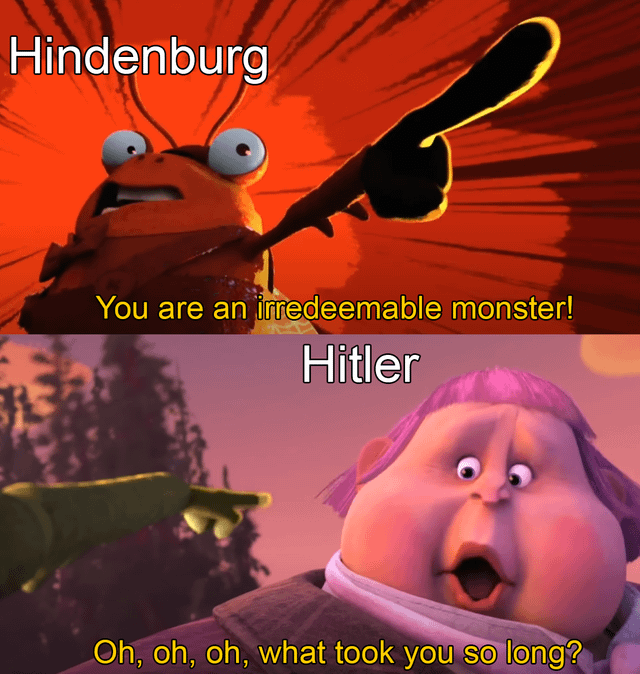 Hindenburg
You are an irredeemable monster!
Hitler
Oh, oh, oh, what took you so long?